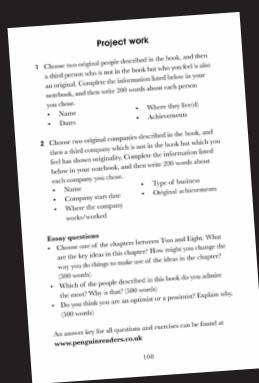 Project work
1 Choose two original people described in the book, and then
a third person who is not in the book but who you feel is also
an original. Complete the information listed below in your
notebook, and then write 200 words about each person
you chose.
• Name • Where they live(d)
• Dates • Achievements
2 Choose two original companies described in the book, and
then a third company which is not in the book but which you
feel has shown originality. Complete the information listed
below in your notebook, and then write 200 words about
each company you chose.
• Name • Type of business
• Company start date • Original achievements
• Where the company
works/worked
Essay questions
• Choose one of the chapters between Two and Eight. What
are the key ideas in this chapter? How might you change the
way you do things to make use of the ideas in the chapter?
(500 words)
• Which of the people described in this book do you admire
the most? Why is that? (500 words)
• Do you think you are an optimist or a pessimist? Explain why.
(500 words)
An answer key for all questions and exercises can be found at
www.penguinreaders.co.uk
108